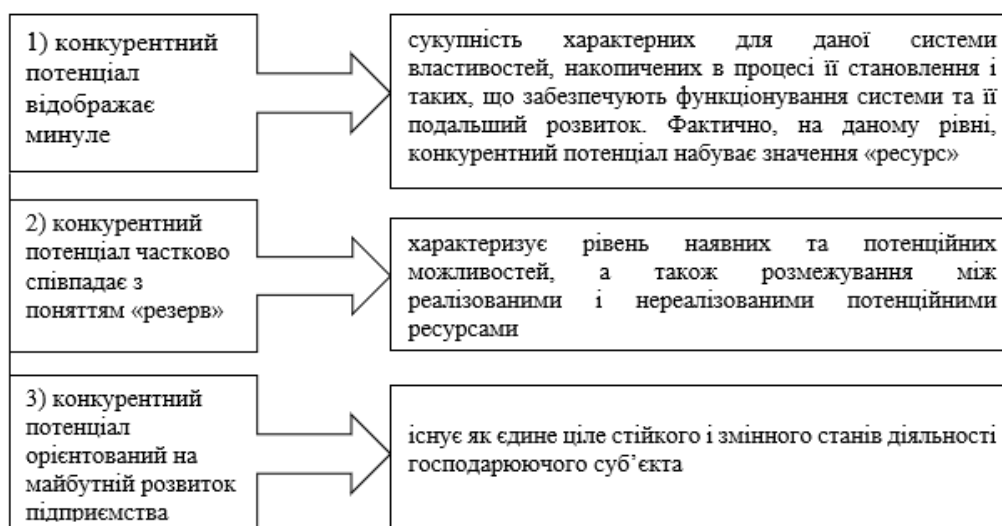 1) конкурентний
потенціал
відображає
минуле
сукупність характерних для даної системи
властивостей, накопичених в процесі її становлення і
таких, що забезпечують функціонування системи та її
подальший розвиток. Фактично, на даному рівні,
конкурентний потенціал набуває значення «ресурс»
2) конкурентний
потенціал частково
співпадає з
поняттям «резерв»
характеризує рівень наявних та потенційних
можливостей, а також розмежування між
реалізованими і нереалізованими потенційними
ресурсами
3) конкурентний
потенціал
орієнтований на
майбутній розвиток
підприємства
існує як єдине ціле стійкого і змінного станів діяльності
господарюючого суб’єкта